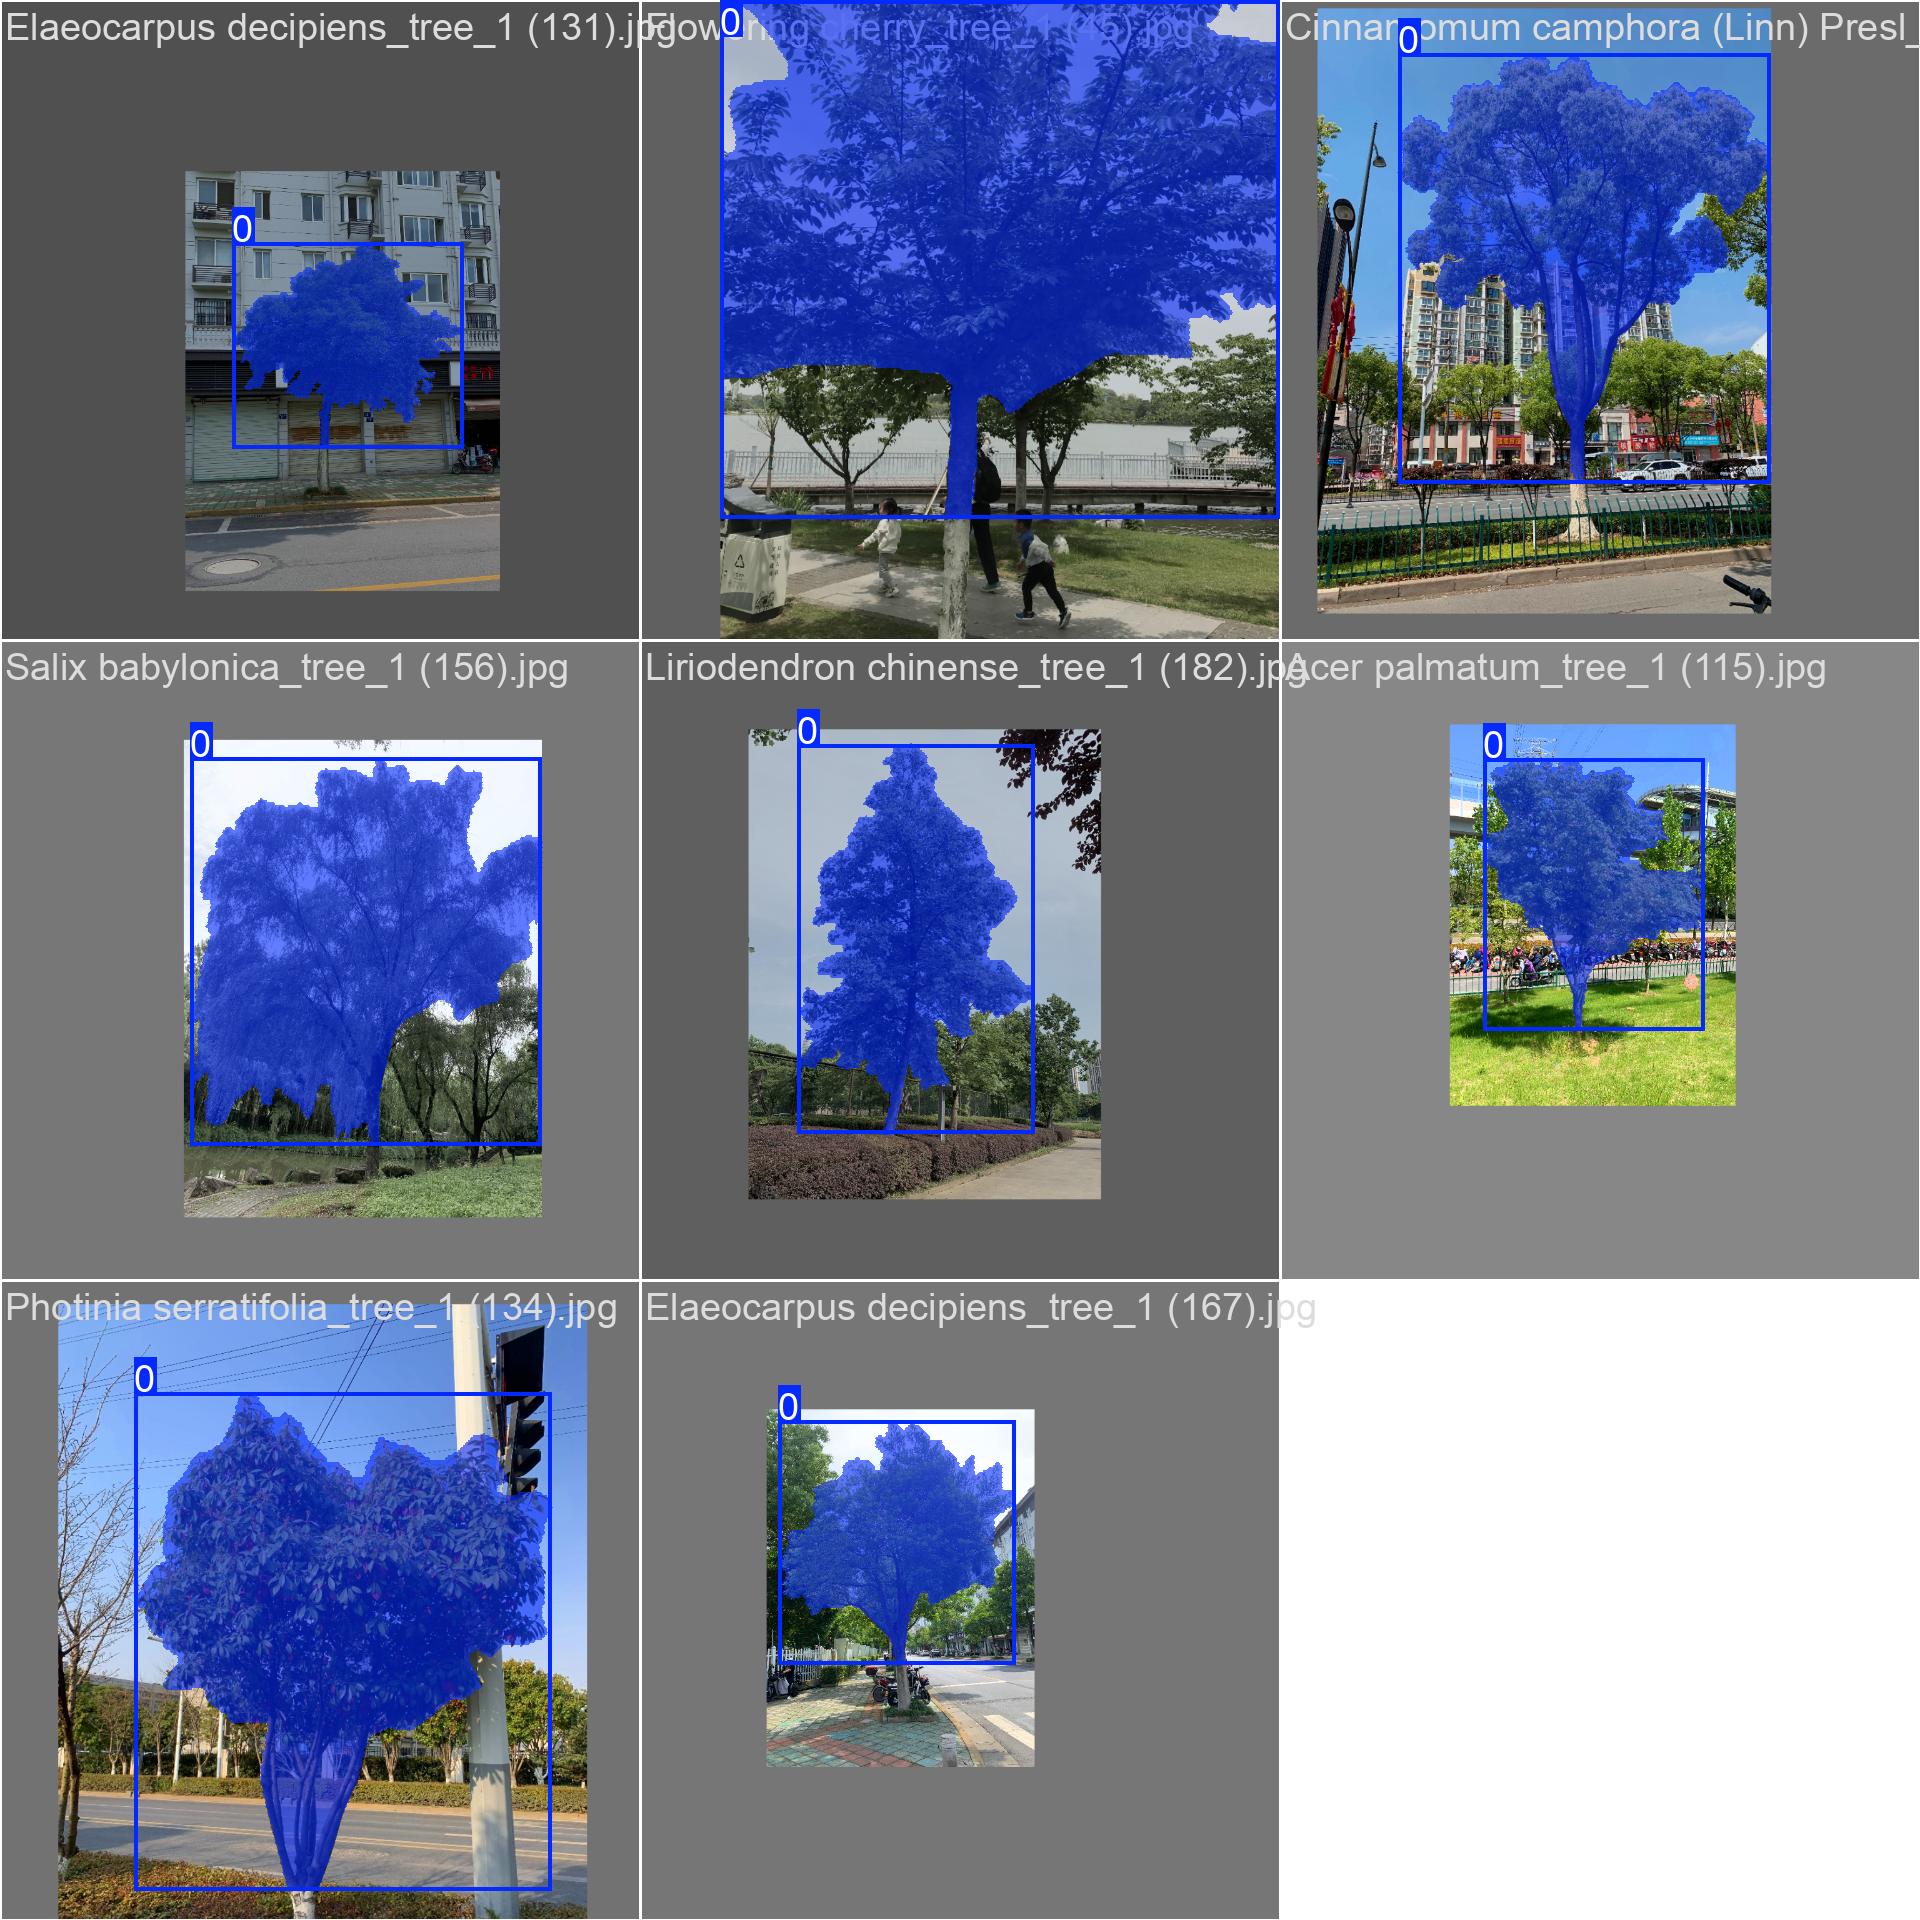 Elaeocarpus decipiens_tree_1 (131).jpg
Flowering cherry_tree_1 (45).jpg
Cinnamomum camphora (Linn) Presl_
0
0
0
Salix babylonica_tree_1 (156).jpg
Liriodendron chinense_tree_1 (182).jpg
Acer palmatum_tree_1 (115).jpg
0
0
0
Photinia serratifolia_tree_1 (134).jpg
Elaeocarpus decipiens_tree_1 (167).jpg
0
0